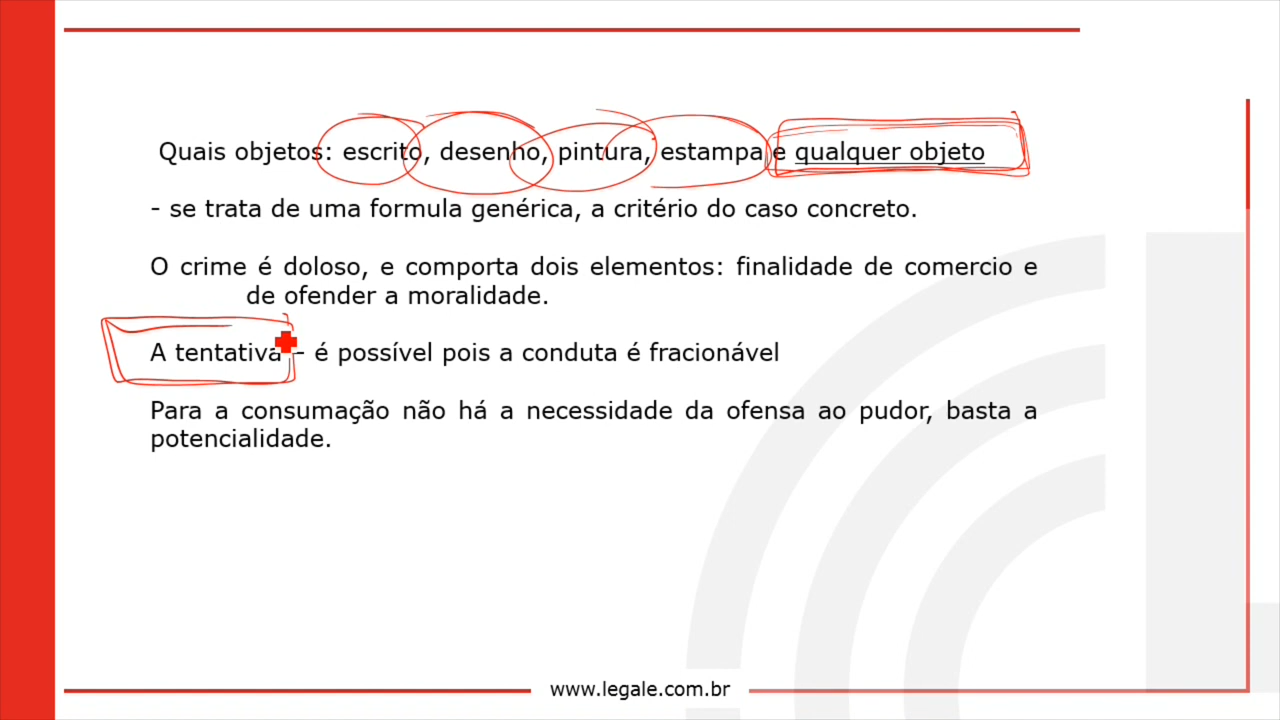 Quais objetos: escrito, desenho, pintura, estampa e qualquer objeto
- se trata de uma formula genérica, a critério do caso concreto.
O crime é doloso, e comporta dois elementos: finalidade de comercio e
de ofender a moralidade.
A tentativa - é possível pois a conduta é fracionável
Para a consumação não há a necessidade da ofensa ao pudor, basta a
potencialidade.
www.legale.com.br